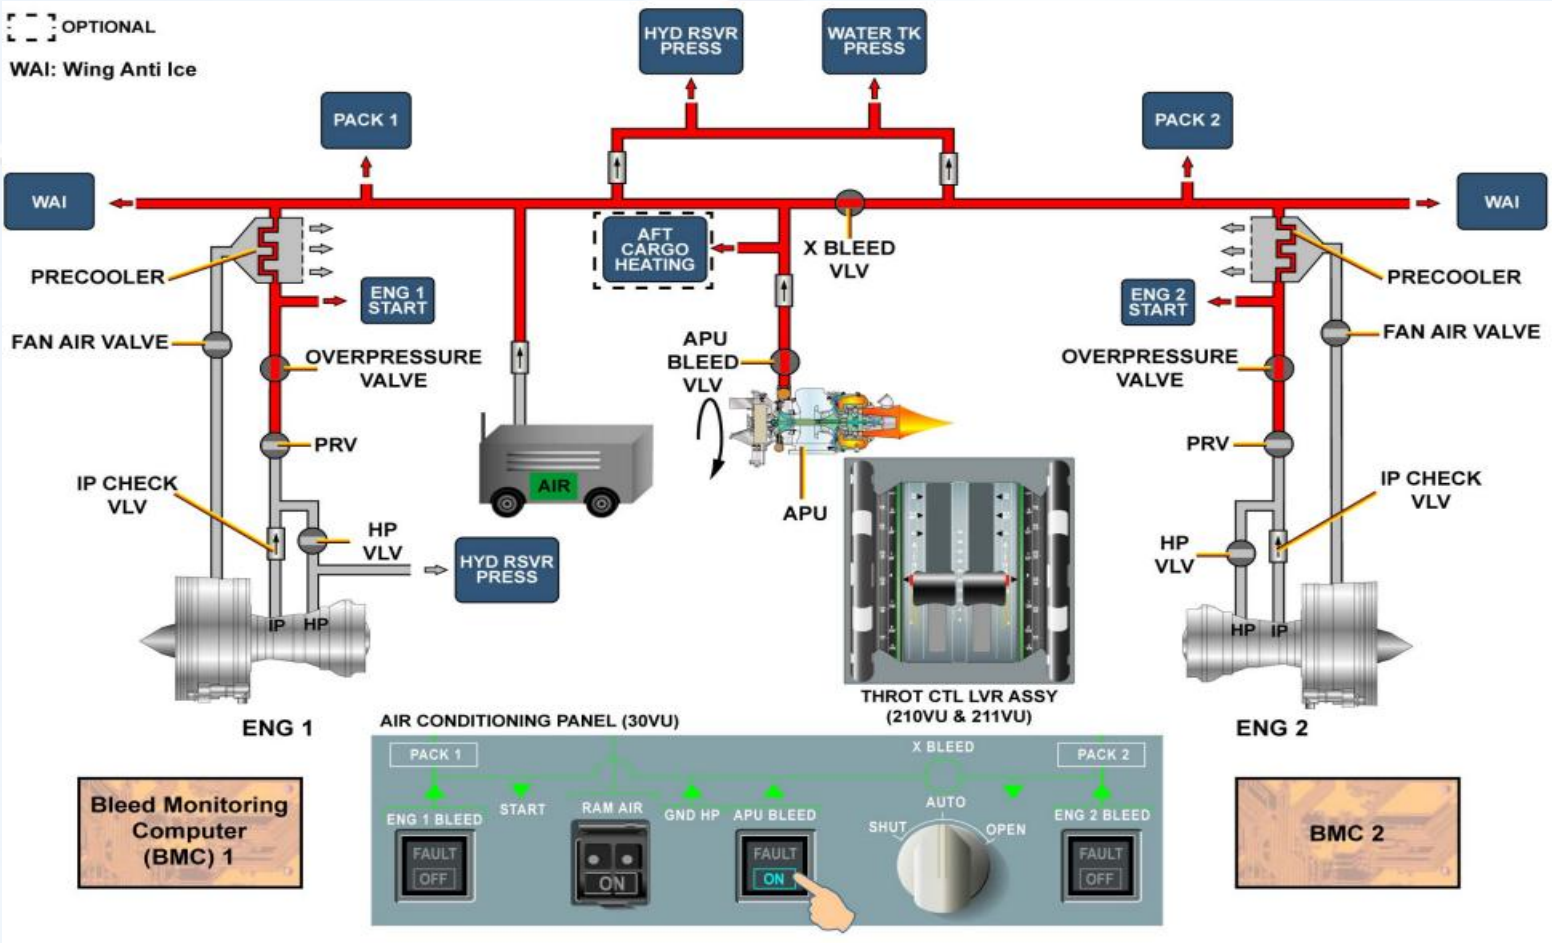 OPTIONAL
WAI: Wing Anti Ice
HYD RSVR
PRESS
WATER TK
PRESS
PACK 1
PACK 2
WAI
WAI
AFT
CARGO
HEATING
X BLEED
VLV
PRECOOLER
PRECOOLER
ENG 1
START
ENG 2
START
FAN AIR VALVE
FAN AIR VALVE
OVERPRESSURE
VALVE
APU
BLEED
VLV
OVERPRESSURE
VALVE
PRV
PRV
IP CHECK
VLV
AIR
APU
IP CHECK
VLV
HP
VLV
HP
VLV
HYD RSVR
PRESS
IP
HP
HP
IP
THROT CTL LVR ASSY
(210VU & 211VU)
ENG 1
ENG 2
AIR CONDITIONING PANEL (30VU)
PACK 1
X BLEED
PACK 2
START
RAM AIR
GND HP
APU BLEED
AUTO
ENG 1 BLEED
SHUT
OPEN
ENG 2 BLEED
FAULT
OFF
ON
FAULT
ON
FAULT
OFF
Bleed Monitoring
Computer
(BMC) 1
BMC 2